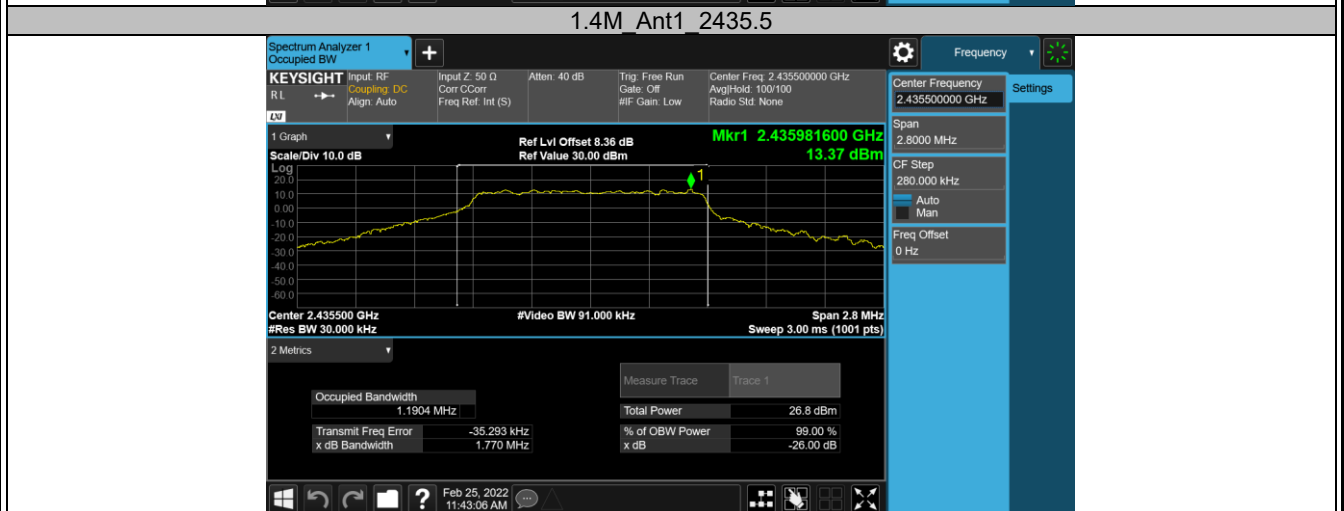 1.4M_Ant1_2435.5
Spectrum Analyzer 1
Occupied BW
+
Frequency
KEYSIGHT
R L
LXI
Input: RF
Coupling: DC
Align: Auto
Input Z: 50 Ω
Corr CCorr
Freq Ref: Int (S)
Atten: 40 dB
Trig: Free Run
Gate: Off
#IF Gain: Low
Center Freq: 2.435500000 GHz
Avg|Hold: 100/100
Radio Std: None
Center Frequency
2.435500000 GHz
Settings
Span
2.8000 MHz
CF Step
280.000 kHz
Auto
Man
Freq Offset
0 Hz
1 Graph
Scale/Div 10.0 dB
Ref Lvl Offset 8.36 dB
Ref Value 30.00 dBm
Mkr1 2.435981600 GHz
13.37 dBm
Log
20.0
10.0
0.00
-10.0
-20.0
-30.0
-40.0
-50.0
-60.0
1
Center 2.435500 GHz
#Res BW 30.000 kHz
#Video BW 91.000 kHz
Span 2.8 MHz
Sweep 3.00 ms (1001 pts)
2 Metrics
Measure Trace Trace 1
Occupied Bandwidth
1.1904 MHz
Total Power 26.8 dBm
Transmit Freq Error -35.293 kHz
% of OBW Power 99.00 %
x dB Bandwidth 1.770 MHz
x dB -26.00 dB
?
Feb 25, 2022
11:43:06 AM